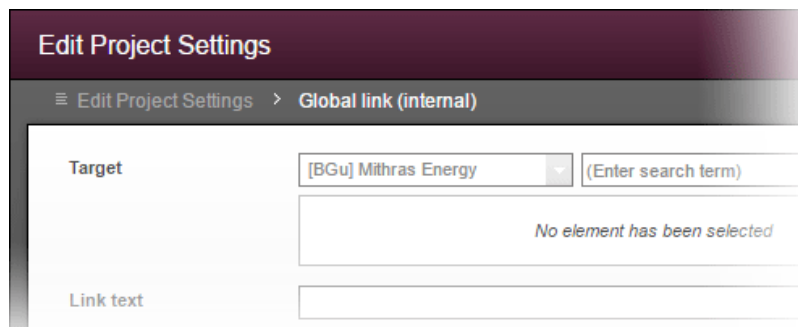 Edit Project Settings
≡ Edit Project Settings > Global link (internal)
Target [BGu] Mithras Energy (Enter search term)
No element has been selected
Link text